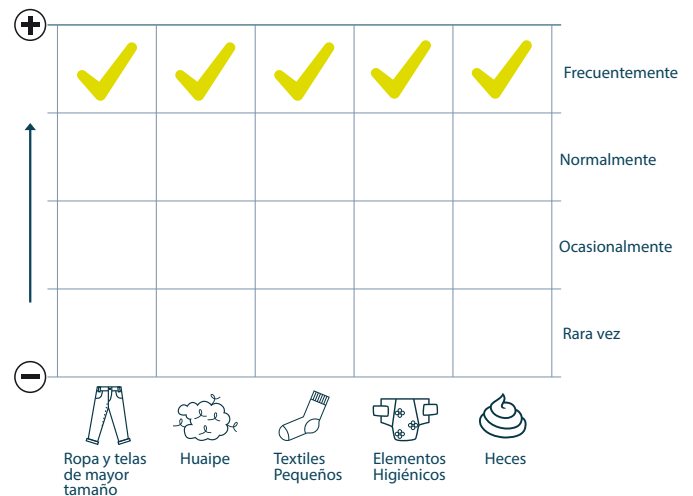 Frecuentemente
Normalmente
Ocasionalmente
Rara vez
Ropa y telas
de mayor
tamaño
Huaipe
Textiles
Pequeños
Elementos
Higiénicos
Heces